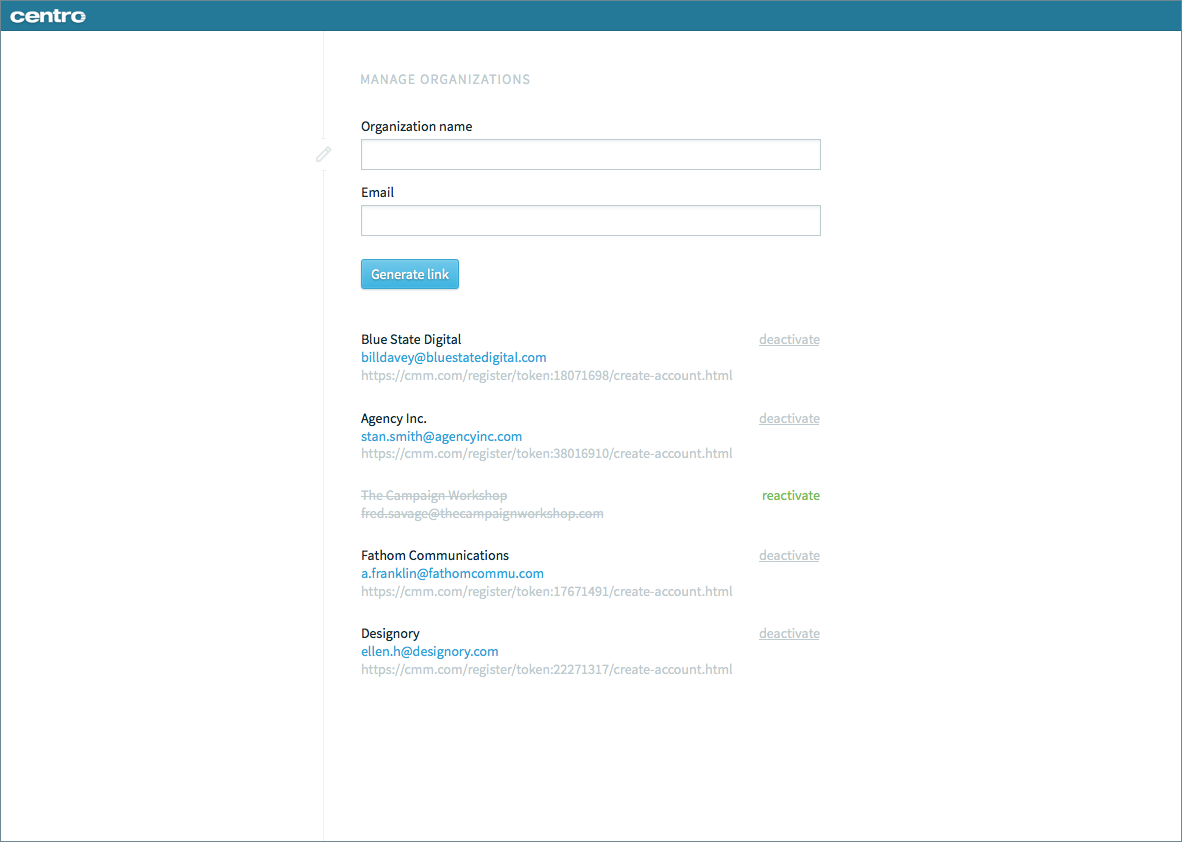 centro
MANAGE ORGANIZATIONS
Organization name
Email
Generate link
Blue State Digital deactivate
billdavey@bluestatedigital.com
https://cmm.com/register/token:18071698/create-account.html
Agency Inc. deactivate
stan.smith@agencyinc.com
https://cmm.com/register/token:38016910/create-account.html
The Campaign Workshop reactivate
fred.savage@thecampaignworkshop.com
Fathom Communications deactivate
a.franklin@fathomcommu.com
https://cmm.com/register/token:17671491/create-account.html
Designory deactivate
ellen.h@designory.com
https://cmm.com/register/token:22271317/create-account.html